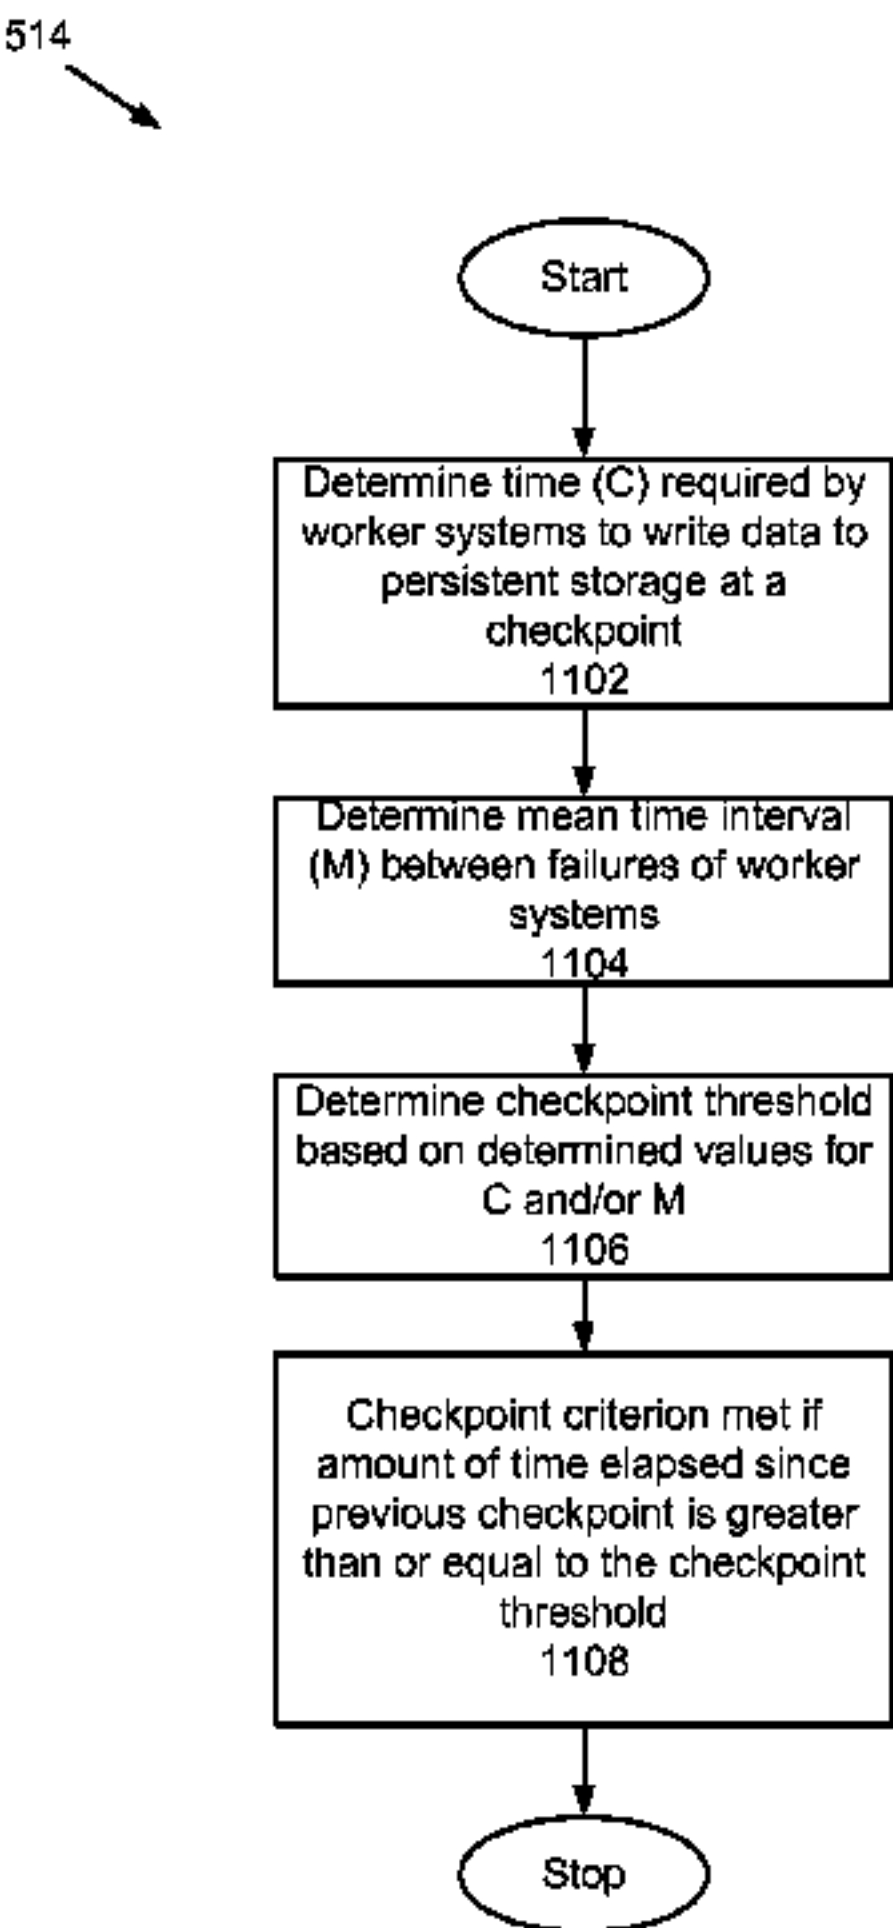 514
Start
Determine time (C) required by
worker systems to write data to
persistent storage at a
checkpoint
1102
Determine mean time interval
(M) between failures of worker
systems
1104
Determine checkpoint threshold
based on determined values for
C and/or M
1106
Checkpoint criterion met if
amount of time elapsed since
previous checkpoint is greater
than or equal to the checkpoint
threshold
1108
Stop